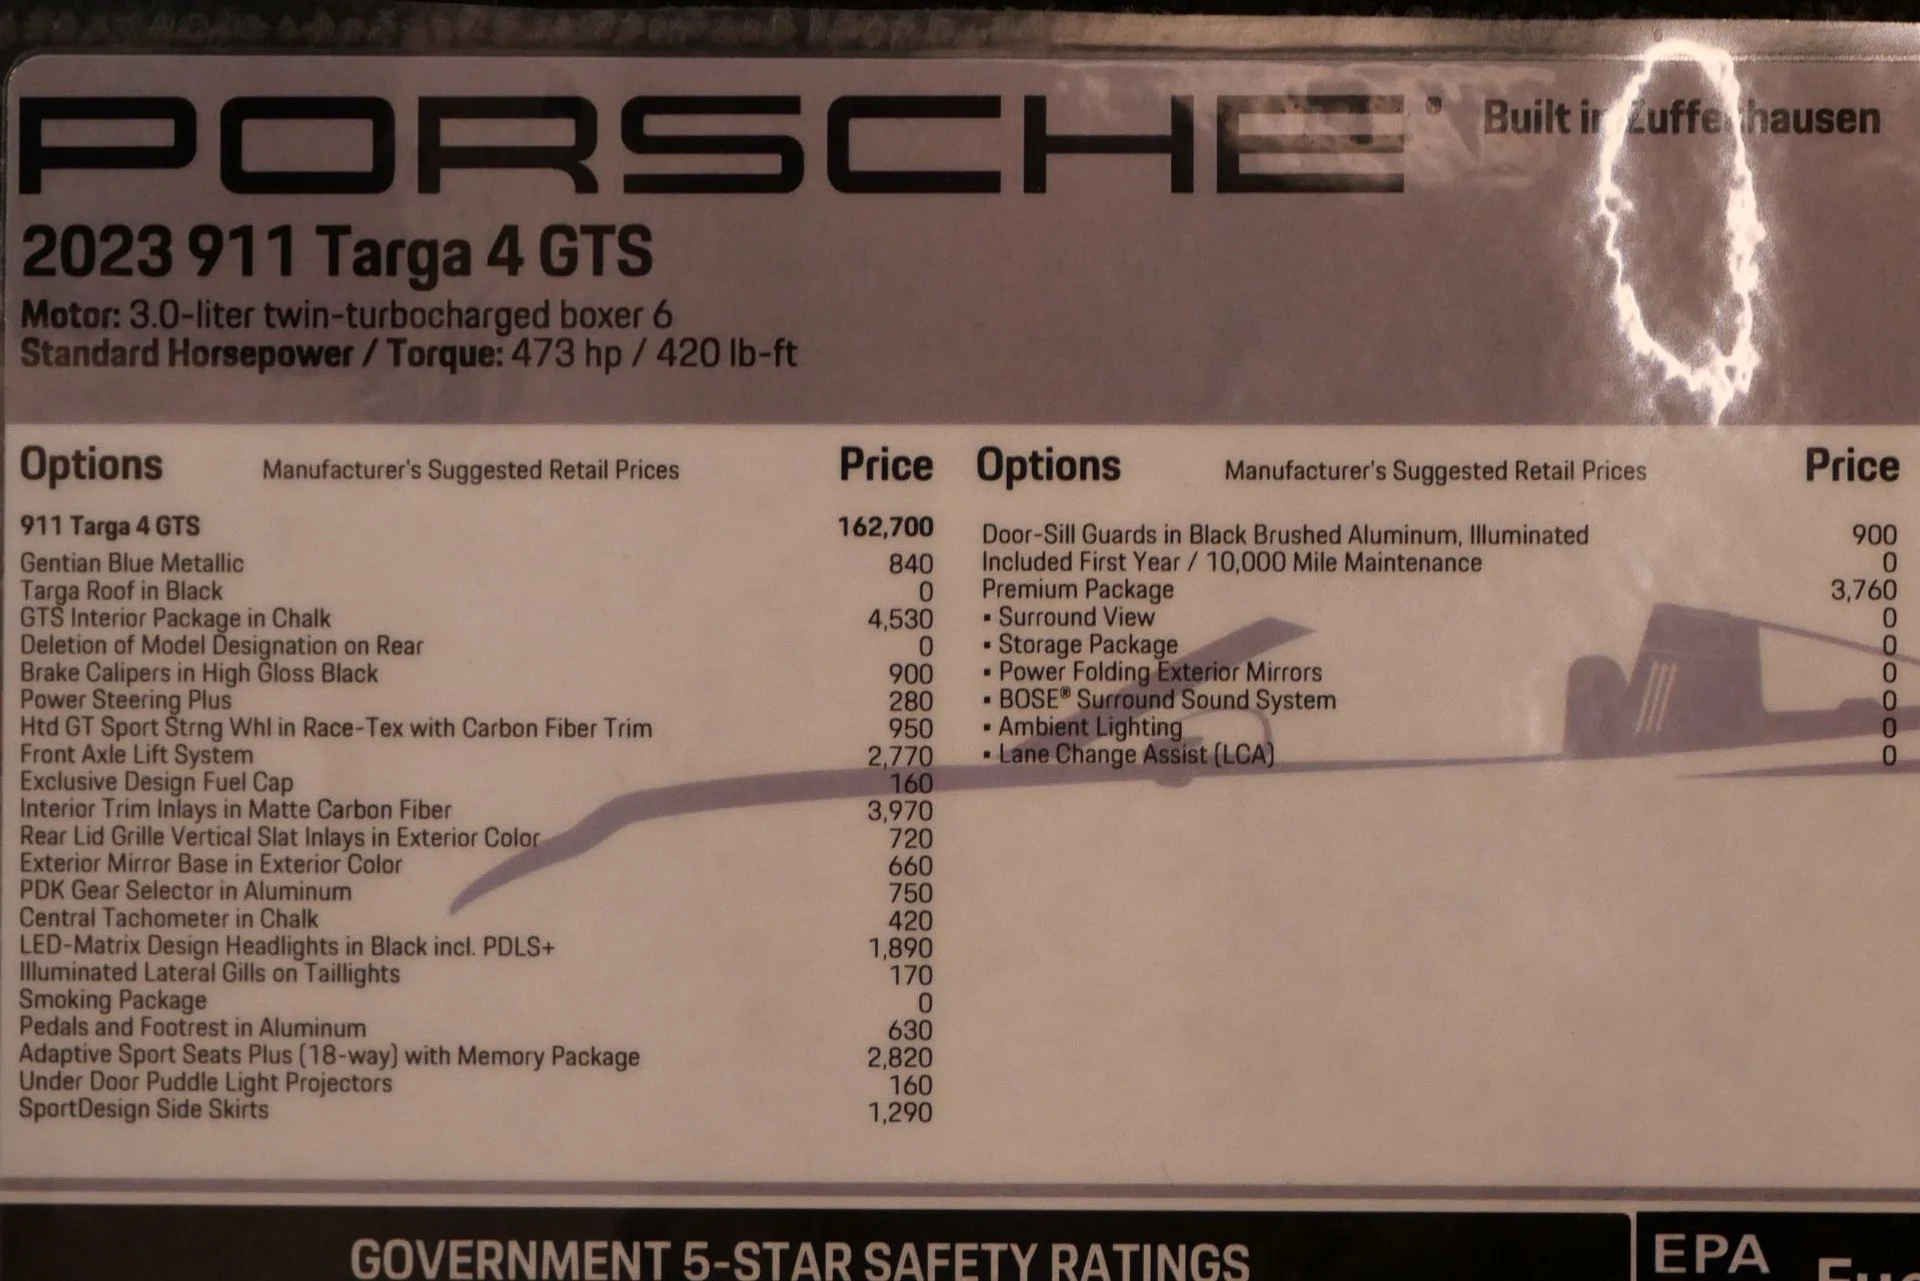 PORSCHE®
Built in Zuffenhausen
2023 911 Targa 4 GTS
Motor: 3.0-liter twin-turbocharged boxer 6
Standard Horsepower / Torque: 473 hp / 420 lb-ft
Options Manufacturer's Suggested Retail Prices Price
911 Targa 4 GTS 162,700
Gentian Blue Metallic 840
Targa Roof in Black 0
GTS Interior Package in Chalk 4,530
Deletion of Model Designation on Rear 0
Brake Calipers in High Gloss Black 900
Power Steering Plus 280
Htd GT Sport Strng Whl in Race-Tex with Carbon Fiber Trim 950
Front Axle Lift System 2,770
Exclusive Design Fuel Cap 160
Interior Trim Inlays in Matte Carbon Fiber 3,970
Rear Lid Grille Vertical Slat Inlays in Exterior Color 720
Exterior Mirror Base in Exterior Color 660
PDK Gear Selector in Aluminum 750
Central Tachometer in Chalk 420
LED-Matrix Design Headlights in Black incl. PDLS+ 1,890
Illuminated Lateral Gills on Taillights 170
Smoking Package 0
Pedals and Footrest in Aluminum 630
Adaptive Sport Seats Plus (18-way) with Memory Package 2,820
Under Door Puddle Light Projectors 160
SportDesign Side Skirts 1,290
Options Manufacturer's Suggested Retail Prices Price
Door-Sill Guards in Black Brushed Aluminum, Illuminated 900
Included First Year / 10,000 Mile Maintenance 0
Premium Package 3,760
▪ Surround View 0
▪ Storage Package 0
▪ Power Folding Exterior Mirrors 0
▪ BOSE® Surround Sound System 0
▪ Ambient Lighting 0
▪ Lane Change Assist (LCA) 0
GOVERNMENT 5-STAR SAFETY RATINGS
EPA